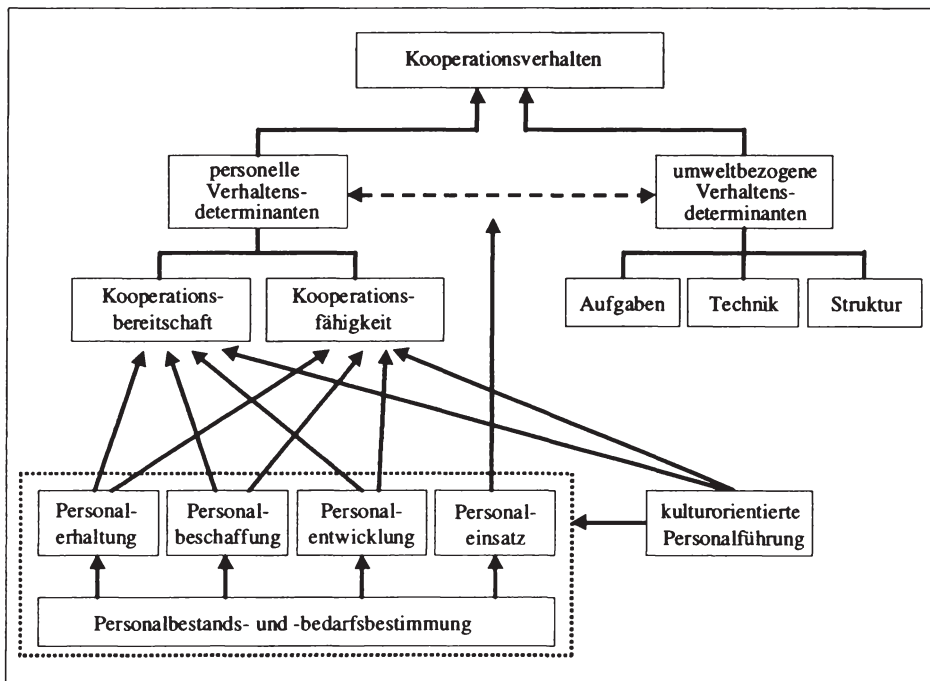 Kooperationsverhalten
personelle
Verhaltens-
determinanten
umweltbezogene
Verhaltens-
determinanten
Kooperations-
bereitschaft
Kooperations-
fähigkeit
Aufgaben
Technik
Struktur
Personal-
erhaltung
Personal-
beschaffung
Personal-
entwicklung
Personal-
einsatz
kulturorientierte
Personalführung
Personalbestands- und -bedarfsbestimmung